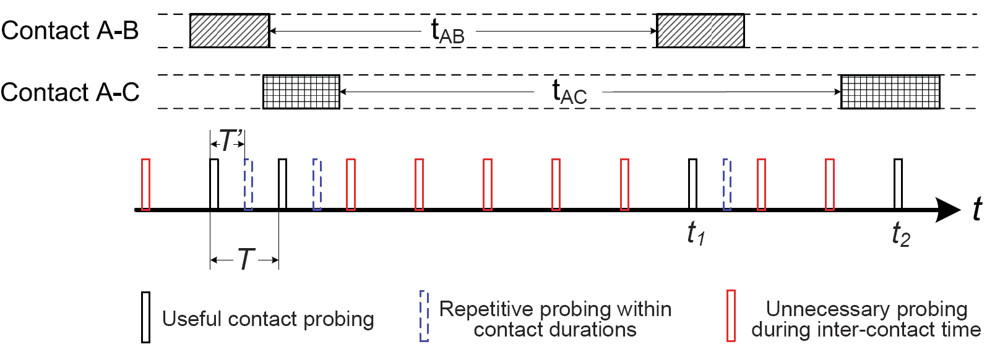 Contact A-B
tAB
Contact A-C
tAC
T’
t
t1
t2
T
Useful contact probing
Repetitive probing within
contact durations
Unnecessary probing
during inter-contact time